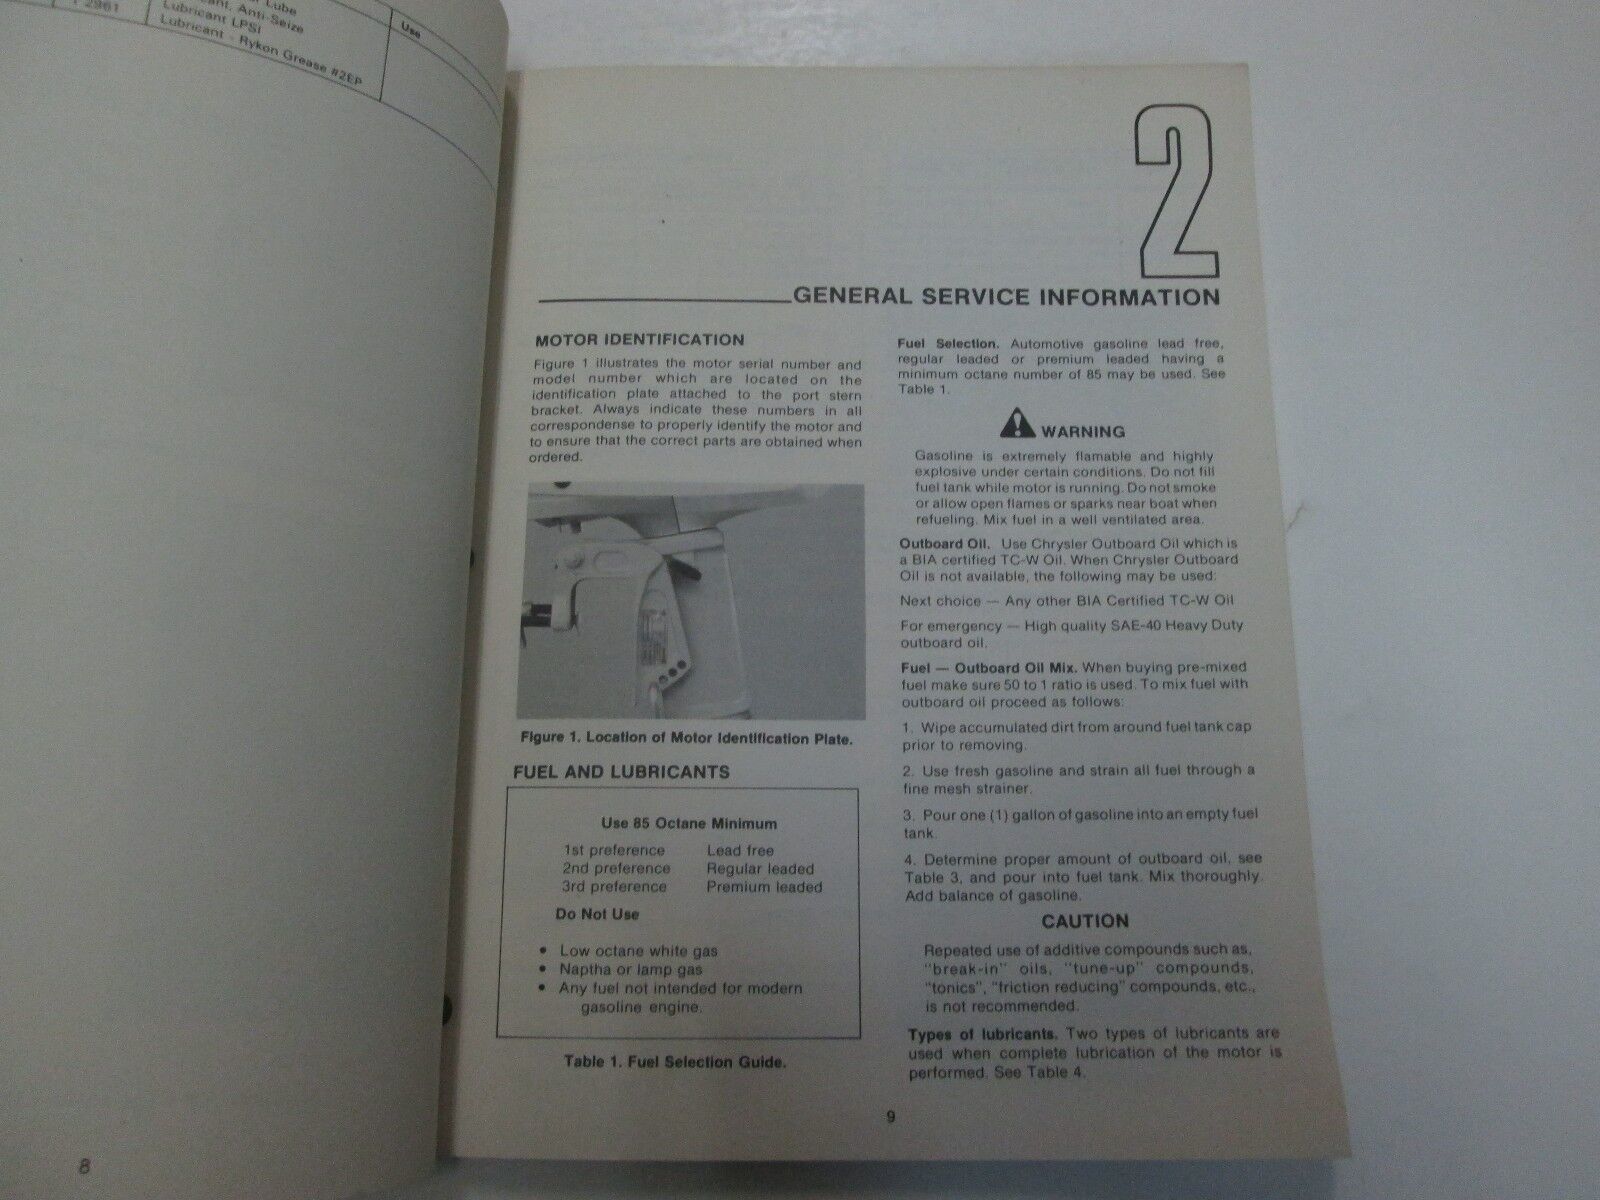 Lube
Anti-Seize
Lubricant LPSI
Lubricant - Rykon Grease #2EP
Use
8
2
GENERAL SERVICE INFORMATION
MOTOR IDENTIFICATION
Figure 1 illustrates the motor serial number and
model number which are located on the
identification plate attached to the port stern
bracket. Always indicate these numbers in all
correspondense to properly identify the motor and
to ensure that the correct parts are obtained when
ordered.
Figure 1. Location of Motor Identification Plate.
FUEL AND LUBRICANTS
Use 85 Octane Minimum
1st preference Lead free
2nd preference Regular leaded
3rd preference Premium leaded
Do Not Use
• Low octane white gas
• Naptha or lamp gas
• Any fuel not intended for modern
gasoline engine.
Table 1. Fuel Selection Guide.
Fuel Selection. Automotive gasoline lead free,
regular leaded or premium leaded having a
minimum octane number of 85 may be used. See
Table 1.
WARNING
Gasoline is extremely flamable and highly
explosive under certain conditions. Do not fill
fuel tank while motor is running. Do not smoke
or allow open flames or sparks near boat when
refueling. Mix fuel in a well ventilated area.
Outboard Oil. Use Chrysler Outboard Oil which is
a BIA certified TC-W Oil. When Chrysler Outboard
Oil is not available, the following may be used:
Next choice — Any other BIA Certified TC-W Oil
For emergency — High quality SAE-40 Heavy Duty
outboard oil.
Fuel — Outboard Oil Mix. When buying pre-mixed
fuel make sure 50 to 1 ratio is used. To mix fuel with
outboard oil proceed as follows:
1. Wipe accumulated dirt from around fuel tank cap
prior to removing.
2. Use fresh gasoline and strain all fuel through a
fine mesh strainer.
3. Pour one (1) gallon of gasoline into an empty fuel
tank.
4. Determine proper amount of outboard oil, see
Table 3, and pour into fuel tank. Mix thoroughly.
Add balance of gasoline.
CAUTION
Repeated use of additive compounds such as,
"break-in" oils, "tune-up" compounds,
"tonics", "friction reducing" compounds, etc.,
is not recommended.
Types of lubricants. Two types of lubricants are
used when complete lubrication of the motor is
performed. See Table 4.
9